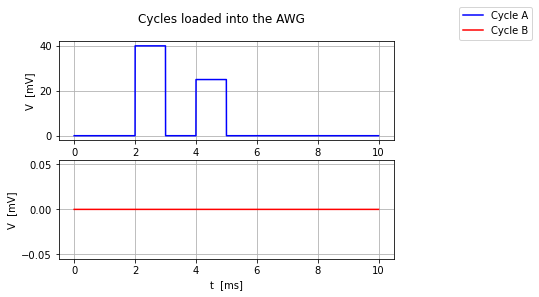 Cycles loaded into the AWG
Cycle A
Cycle B
V [mV]
40
20
0
0 2 4 6 8 10
V [mV]
0.05
0.00
−0.05
0 2 4 6 8 10
t [ms]